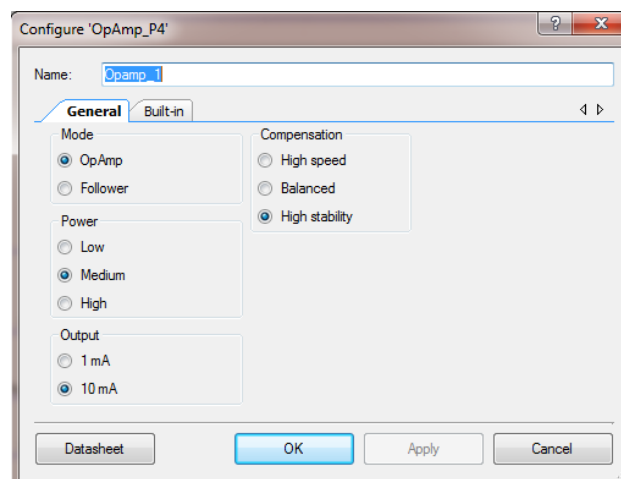 Configure 'OpAmp_P4'
Name: Opamp_1
General Built-in
Mode
OpAmp
Follower
Power
Low
Medium
High
Output
1 mA
10 mA
Compensation
High speed
Balanced
High stability
Datasheet OK Apply Cancel